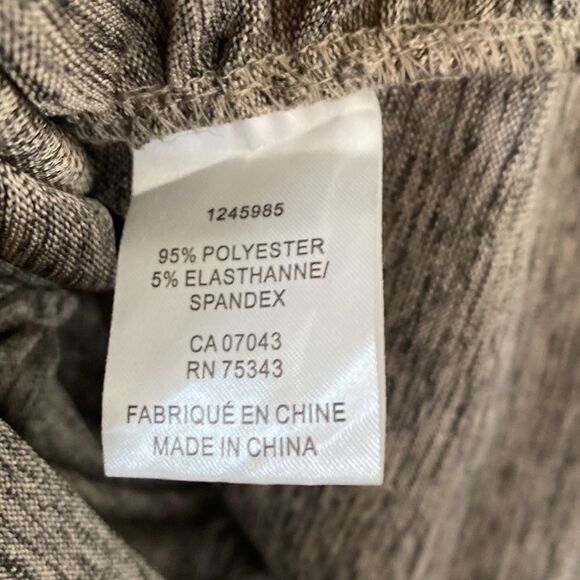 1245985
95% POLYESTER
5% ELASTHANNE/
SPANDEX
CA 07043
RN 75343
FABRIQUÉ EN CHINE
MADE IN CHINA